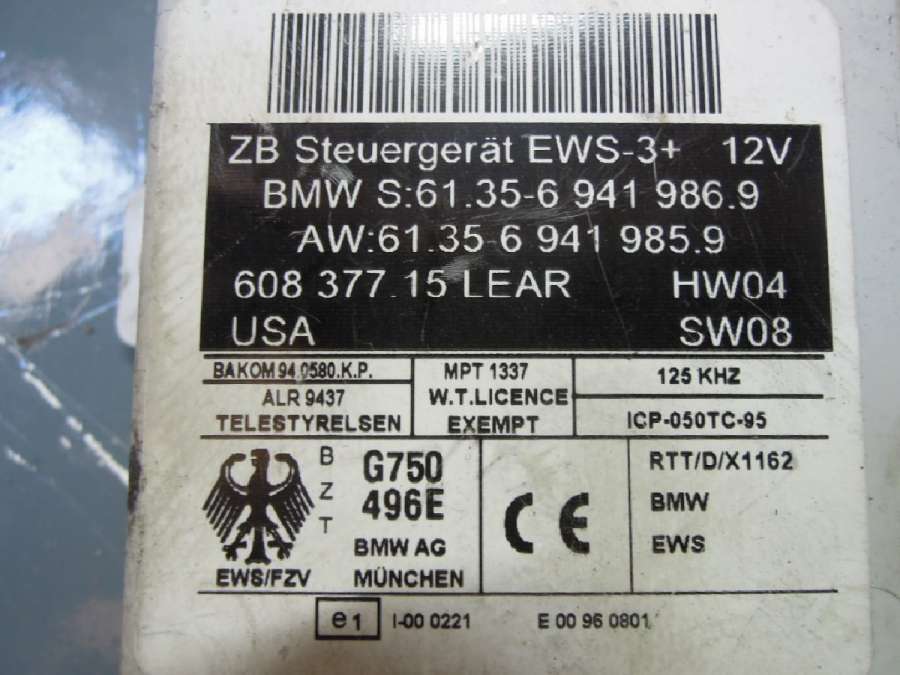 ZB Steuergerät EWS-3+ 12V
BMW S:61.35-6 941 986.9
AW:61.35 6 941 985.9
608 377.15 LEAR HW04
USA SW08
BAKOM 94.0580.K.P.
ALR 9437
TELESTYRELSEN
MPT 1337
W.T.LICENCE
EXEMPT
125 KHZ
ICP-050TC-95
BZT
G750
496E
BMW AG
MÜNCHEN
EWS/FZV
CE
RTT/D/X1162
BMW
EWS
e1 I-00 0221 E 00 96 0801